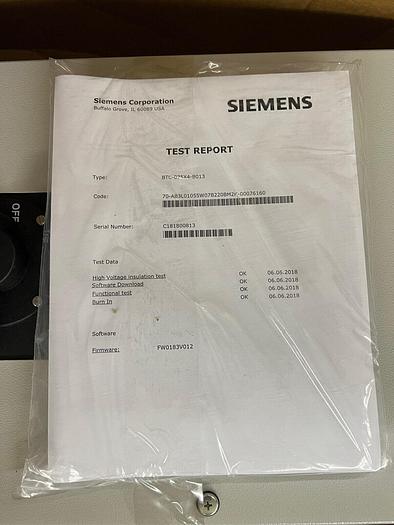 OFF
Siemens Corporation
Buffalo Grove, IL 60089 USA
SIEMENS
TEST REPORT
Type:
Code:
Serial Number: C181800813
Test Data
High Voltage insulation test OK 06.06.2018
Software Download OK 06.06.2018
Functional test OK 06.06.2018
Burn In OK 06.06.2018
Software
Firmware: FW0183V012